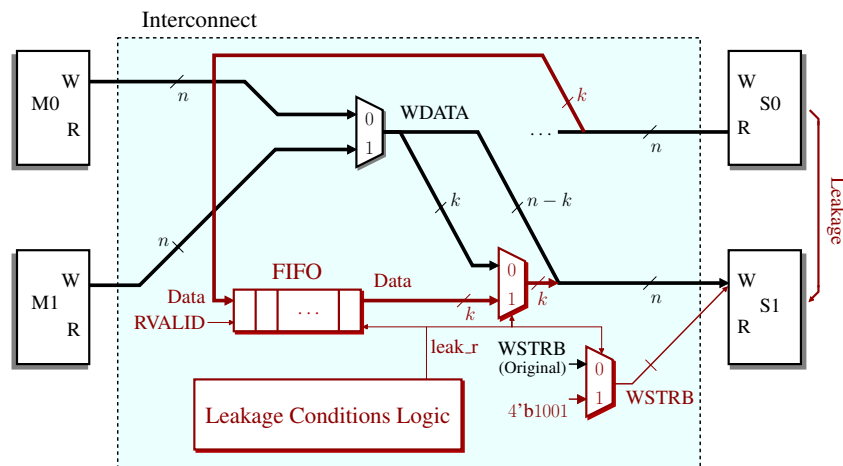 Interconnect
M0
W
R
n
0
1
WDATA
k
...
n
W
R
S0
Leakage
k
n − k
n
M1
W
R
FIFO
Data
Data
RVALID
...
k
0
1
k
n
W
R
S1
leak_r
WSTRB
(Original)
0
1
4'b1001
WSTRB
Leakage Conditions Logic